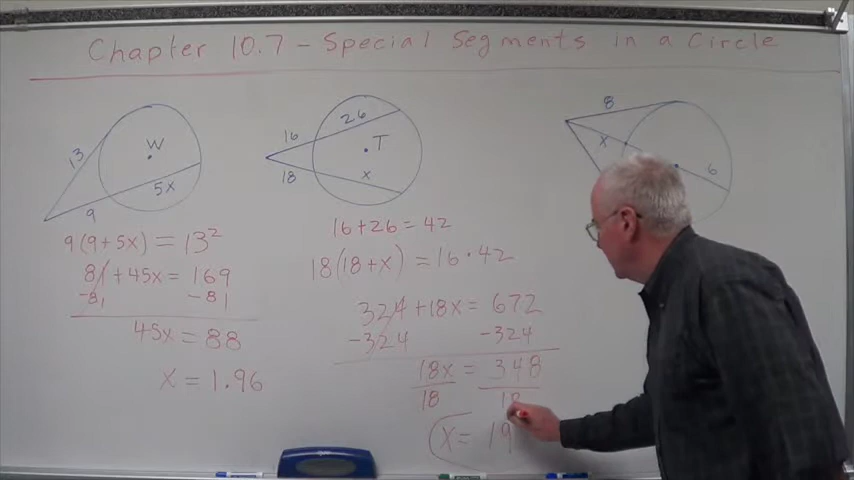 Chapter 10.7 - Special Segments in a Circle
13
W
5x
9
9(9+5x) = 13²
81 + 45x = 169
-81 -81
45x = 88
x = 1.96
16
26
T
18
x
16 + 26 = 42
18(18+x) = 16 · 42
324 + 18x = 672
-324 -324
18x = 348
18 18
x = 19
8
x
6